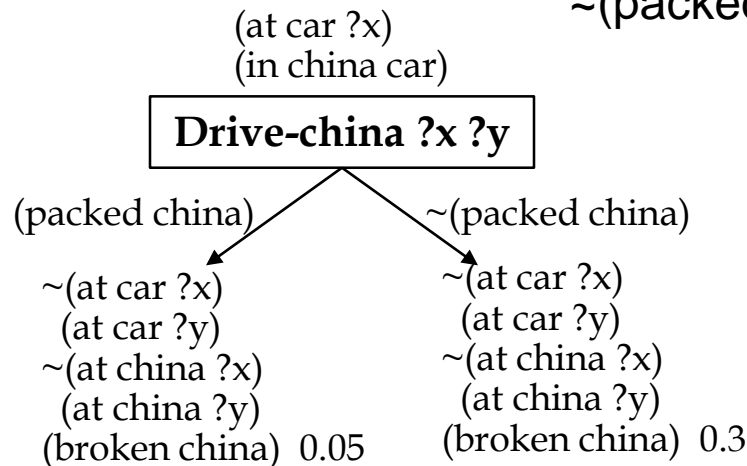 ~(packed
(at car ?x)
(in china car)
Drive-china ?x ?y
(packed china)
~(packed china)
~(at car ?x)
(at car ?y)
~(at china ?x)
(at china ?y)
(broken china) 0.05
~(at car ?x)
(at car ?y)
~(at china ?x)
(at china ?y)
(broken china) 0.3